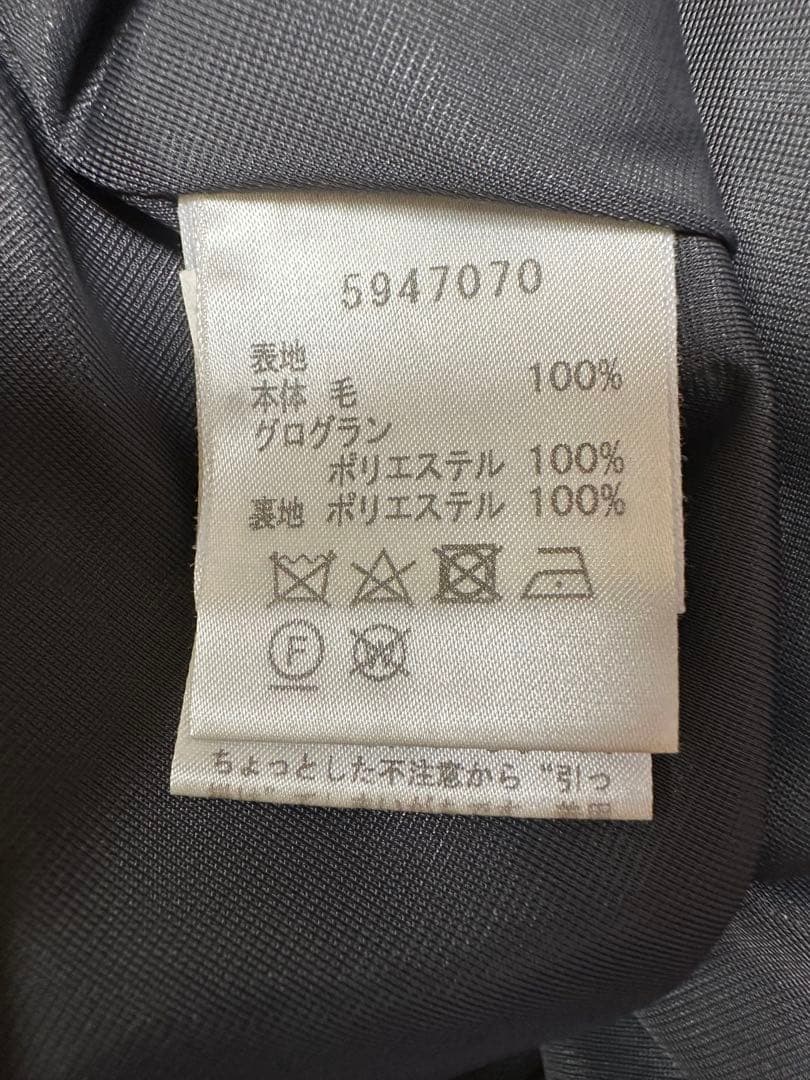 5947070
表地
本体 毛 100%
グログラン
ポリエステル 100%
裏地 ポリエステル 100%
F
W
ちょっとした不注意から“引っ